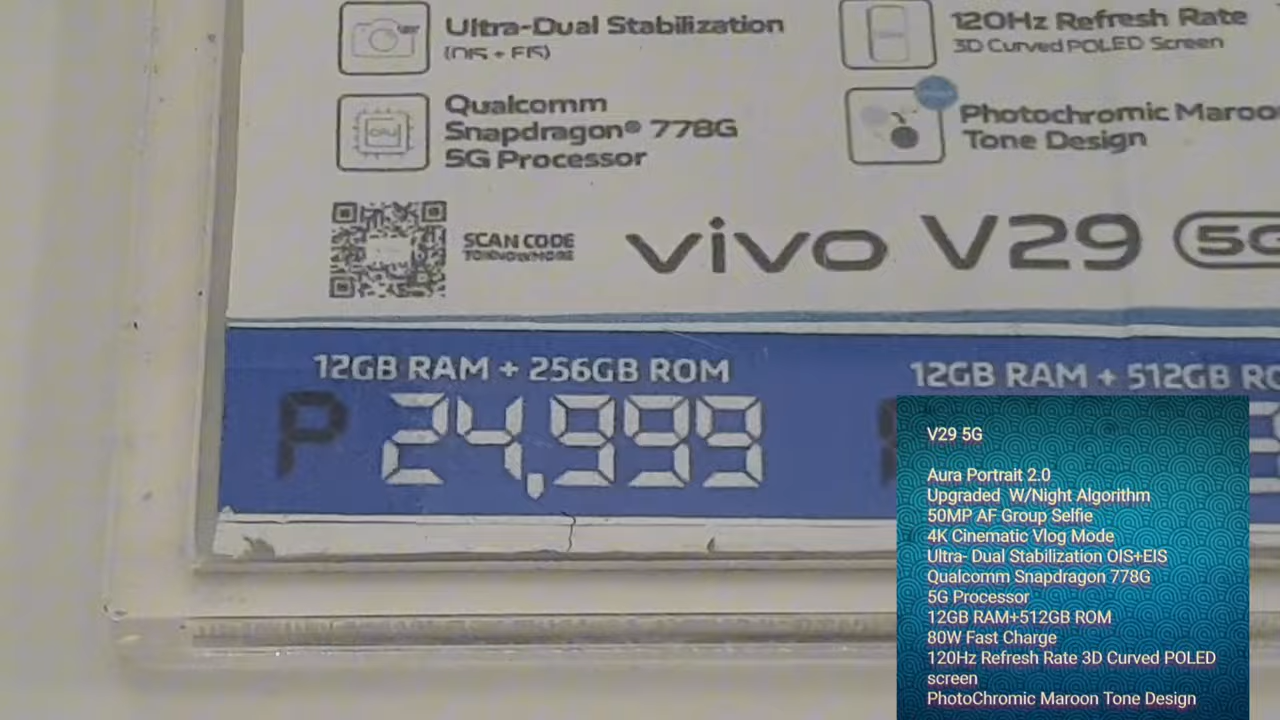 Ultra-Dual Stabilization
(OIS + EIS)
120Hz Refresh Rate
3D Curved POLED Screen
Qualcomm
Snapdragon® 778G
5G Processor
CPU
Photochromic Maroo
Tone Design
SCAN CODE
TO KNOW MORE
vivo V29 5G
12GB RAM + 256GB ROM
P 24,999
12GB RAM + 512GB RO
V29 5G
Aura Portrait 2.0
Upgraded W/Night Algorithm
50MP AF Group Selfie
4K Cinematic Vlog Mode
Ultra- Dual Stabilization OIS+EIS
Qualcomm Snapdragon 778G
5G Processor
12GB RAM+512GB ROM
80W Fast Charge
120Hz Refresh Rate 3D Curved POLED
screen
PhotoChromic Maroon Tone Design